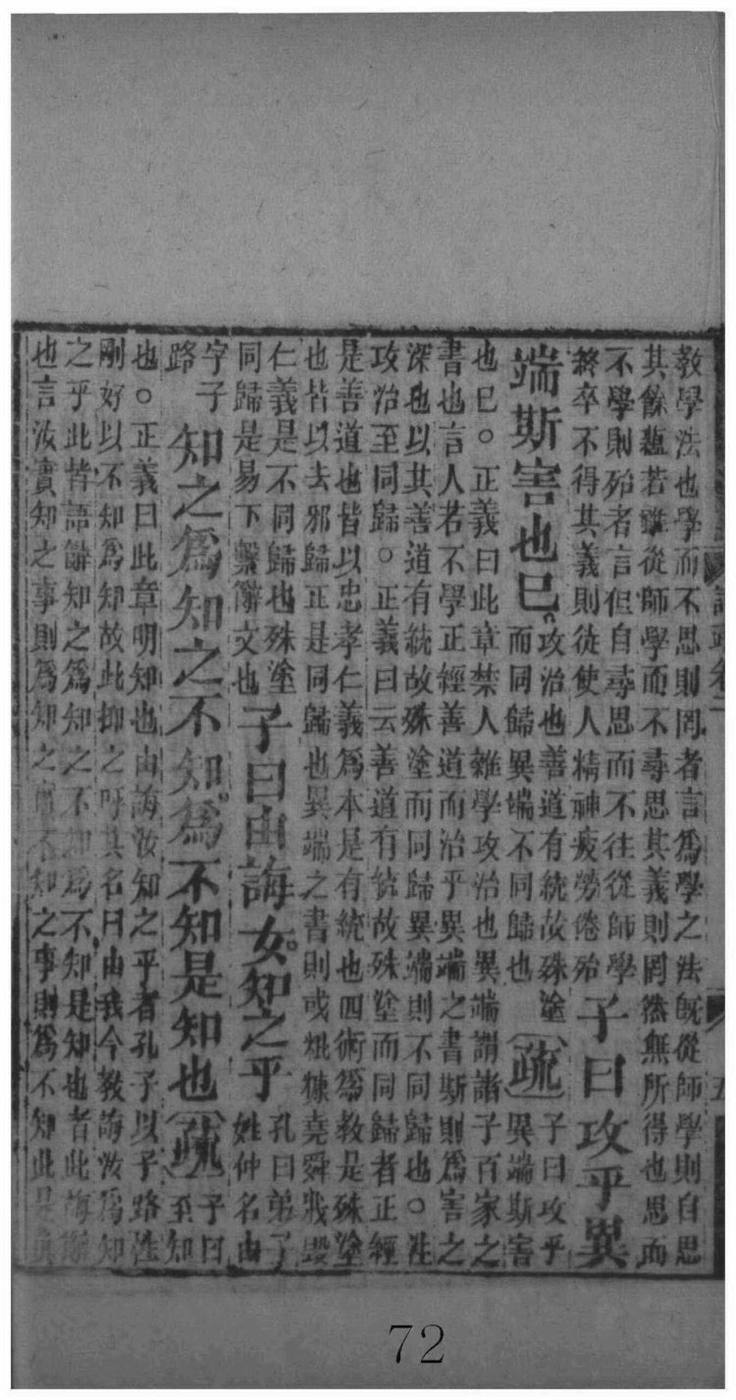 教學法也學而不思則罔者言爲學之法旣從師學則自思
其餘蘊若雖從師學而不尋思其義則罔然無所得也思而
不學則殆者言但自尋思而不往從師學
終卒不得其義則徒使人精神疲勞倦殆
子曰攻乎異
端斯害也已
攻治也善道有統故殊塗
而同歸異端不同歸也
疏
子曰攻乎
異端斯害
也已○正義曰此章禁人雜學攻治也異端謂諸子百家之
書也言人若不學正經善道而治乎異端之書斯則爲害之
深也以其善道有統故殊塗而同歸異端則不同歸也○注
攻治至同歸○正義曰云善道有統故殊塗而同歸者正經
是善道也皆以忠孝仁義爲本是有統也四術爲教是殊塗
也皆以去邪歸正是同歸也異端之書則或粃糠堯舜戕毀
仁義是不同歸也殊塗
同歸是易下繫辭文也
子曰由誨女知之乎
孔曰弟子
姓仲名由
字子
路
知之爲知之不知爲不知是知也
疏
子曰
至知
也○正義曰此章明知也由誨汝知之乎者孔子以子路性
剛好以不知爲知故此抑之呼其名曰由我今教誨汝爲知
之乎此皆語辭知之爲知之不知爲不知是知也者此誨辭
也言汝實知之事則爲知之實不知之事則爲不知此是真
72